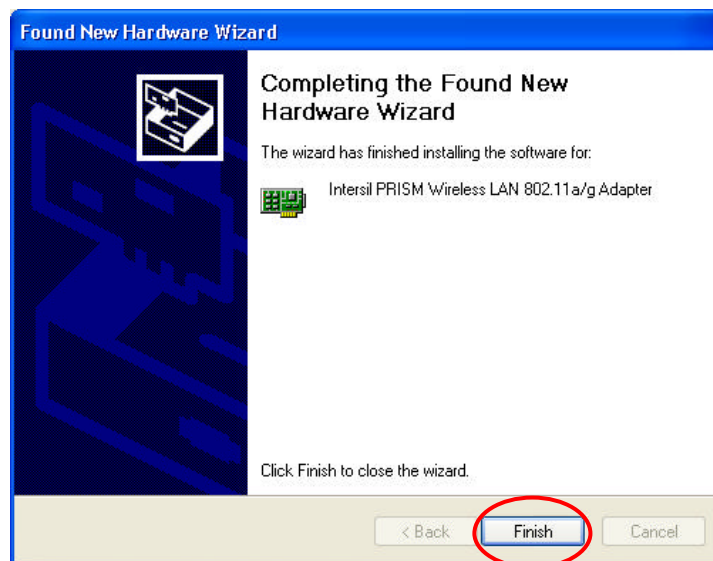 Found New Hardware Wizard
Completing the Found New
Hardware Wizard
The wizard has finished installing the software for:
Intersil PRISM Wireless LAN 802.11a/g Adapter
Click Finish to close the wizard.
< Back Finish Cancel